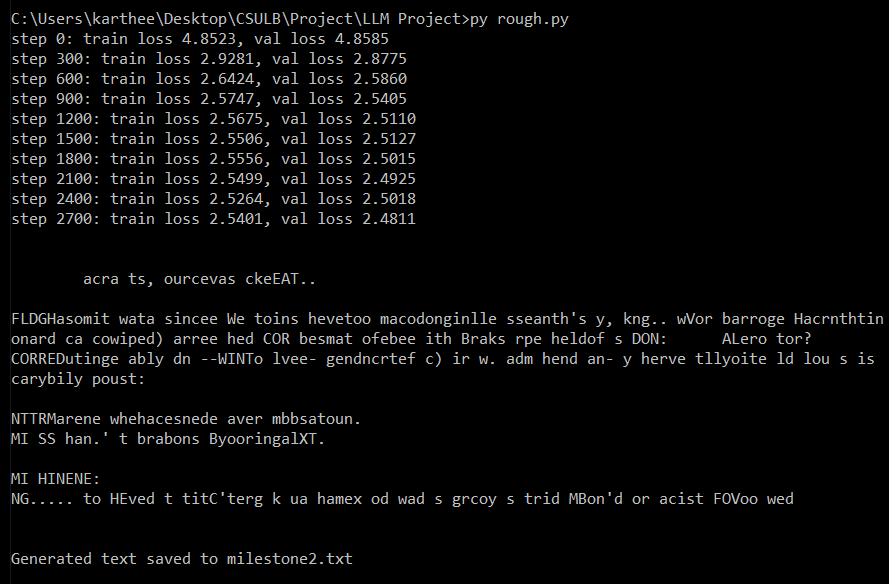 C:\Users\karthee\Desktop\CSULB\Project\LLM Project>py rough.py
step 0: train loss 4.8523, val loss 4.8585
step 300: train loss 2.9281, val loss 2.8775
step 600: train loss 2.6424, val loss 2.5860
step 900: train loss 2.5747, val loss 2.5405
step 1200: train loss 2.5675, val loss 2.5110
step 1500: train loss 2.5506, val loss 2.5127
step 1800: train loss 2.5556, val loss 2.5015
step 2100: train loss 2.5499, val loss 2.4925
step 2400: train loss 2.5264, val loss 2.5018
step 2700: train loss 2.5401, val loss 2.4811
acra ts, ourcevas ckeEAT..
FLDGHasomit wata sincee We toins hevetoo macodonginlle sseanth's y, kng.. wVor barroge Hacrnthtin
onard ca cowiped) arree hed COR besmat ofebee ith Braks rpe heldof s DON:      ALero tor?
CORREDutinge ably dn --WINTo lvee- gendncrtef c) ir w. adm hend an- y herve tllyoite ld lou s is
carybily poust:
NTTRMarene whehacesnede aver mbbsatoun.
MI SS han.' t brabons ByooringalXT.
MI HINENE:
NG..... to HEved t titC'terg k ua hamex od wad s grcoy s trid MBon'd or acist FOVoo wed
Generated text saved to milestone2.txt